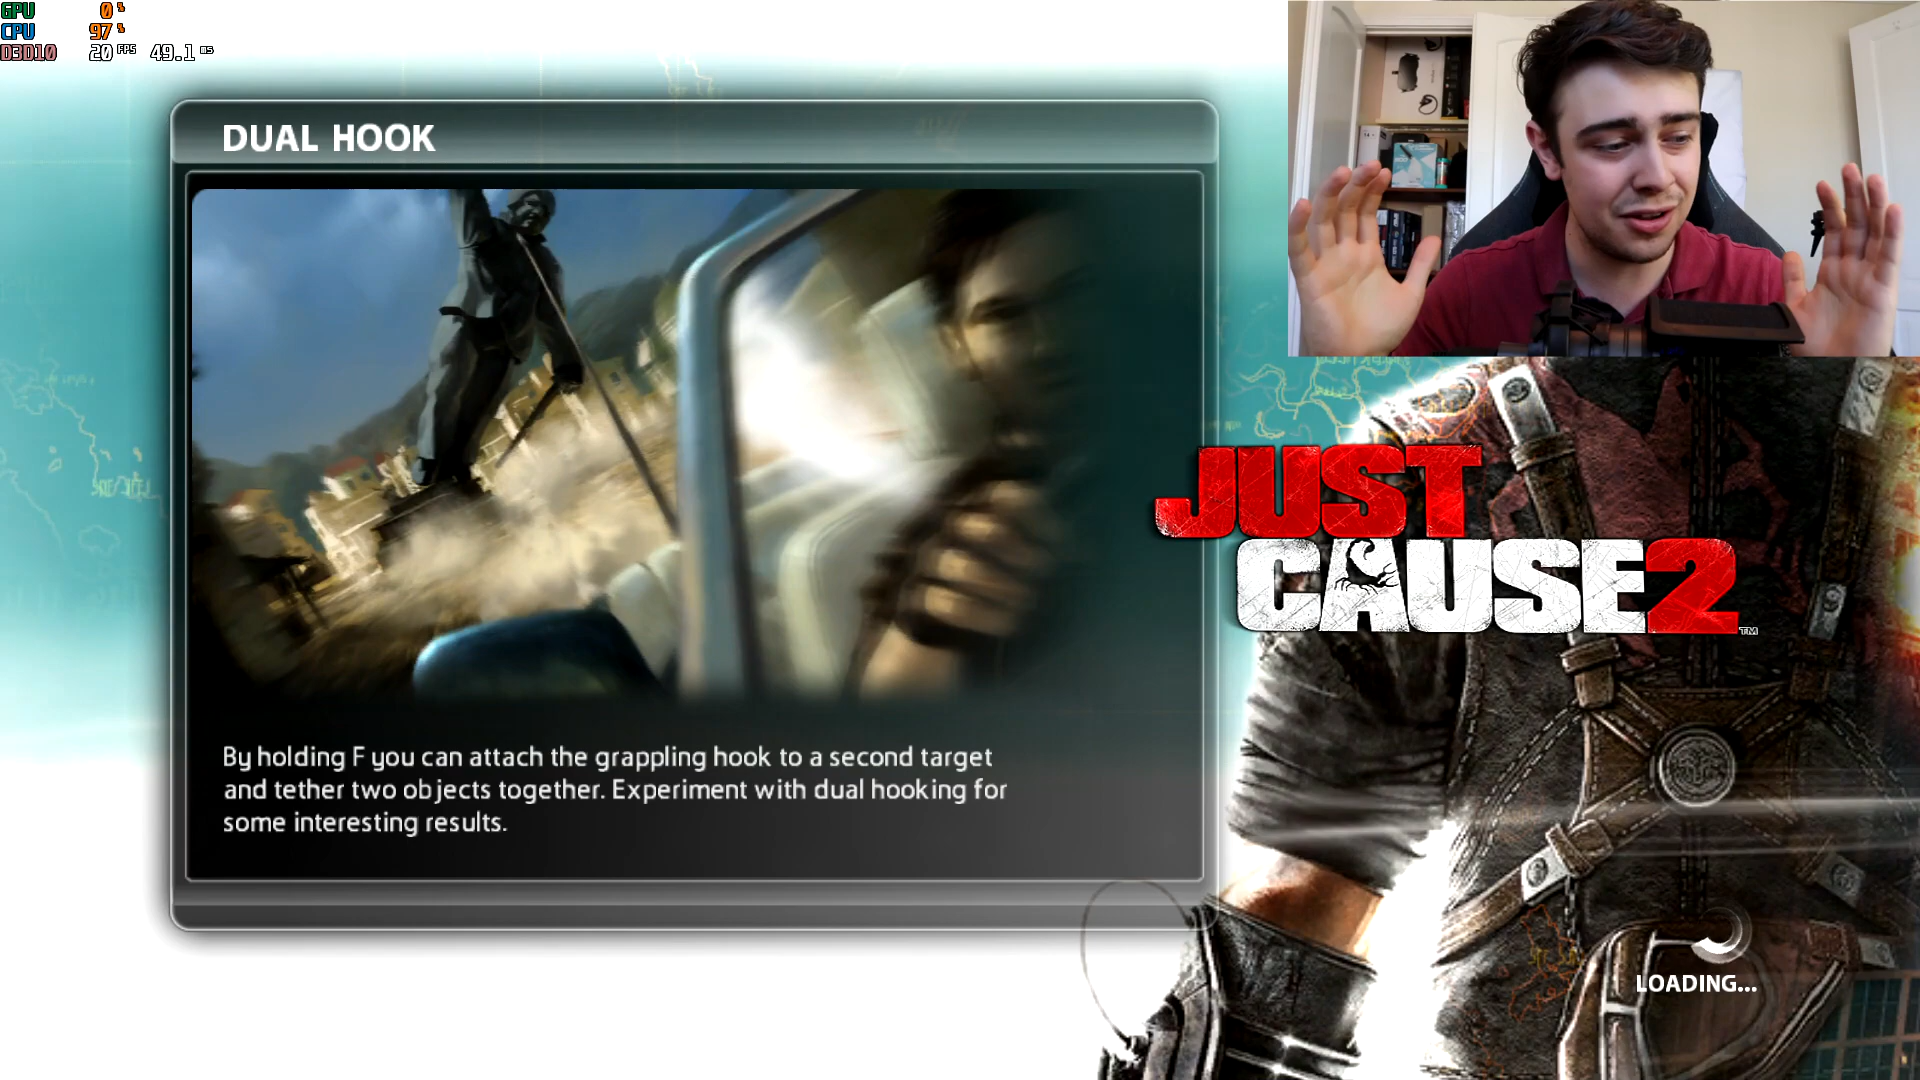 GPU 0 %
CPU 97 %
D3D10 20 FPS 49.1 ms
DUAL HOOK
By holding F you can attach the grappling hook to a second target
and tether two objects together. Experiment with dual hooking for
some interesting results.
JUST
CAUSE 2 ™
LOADING...